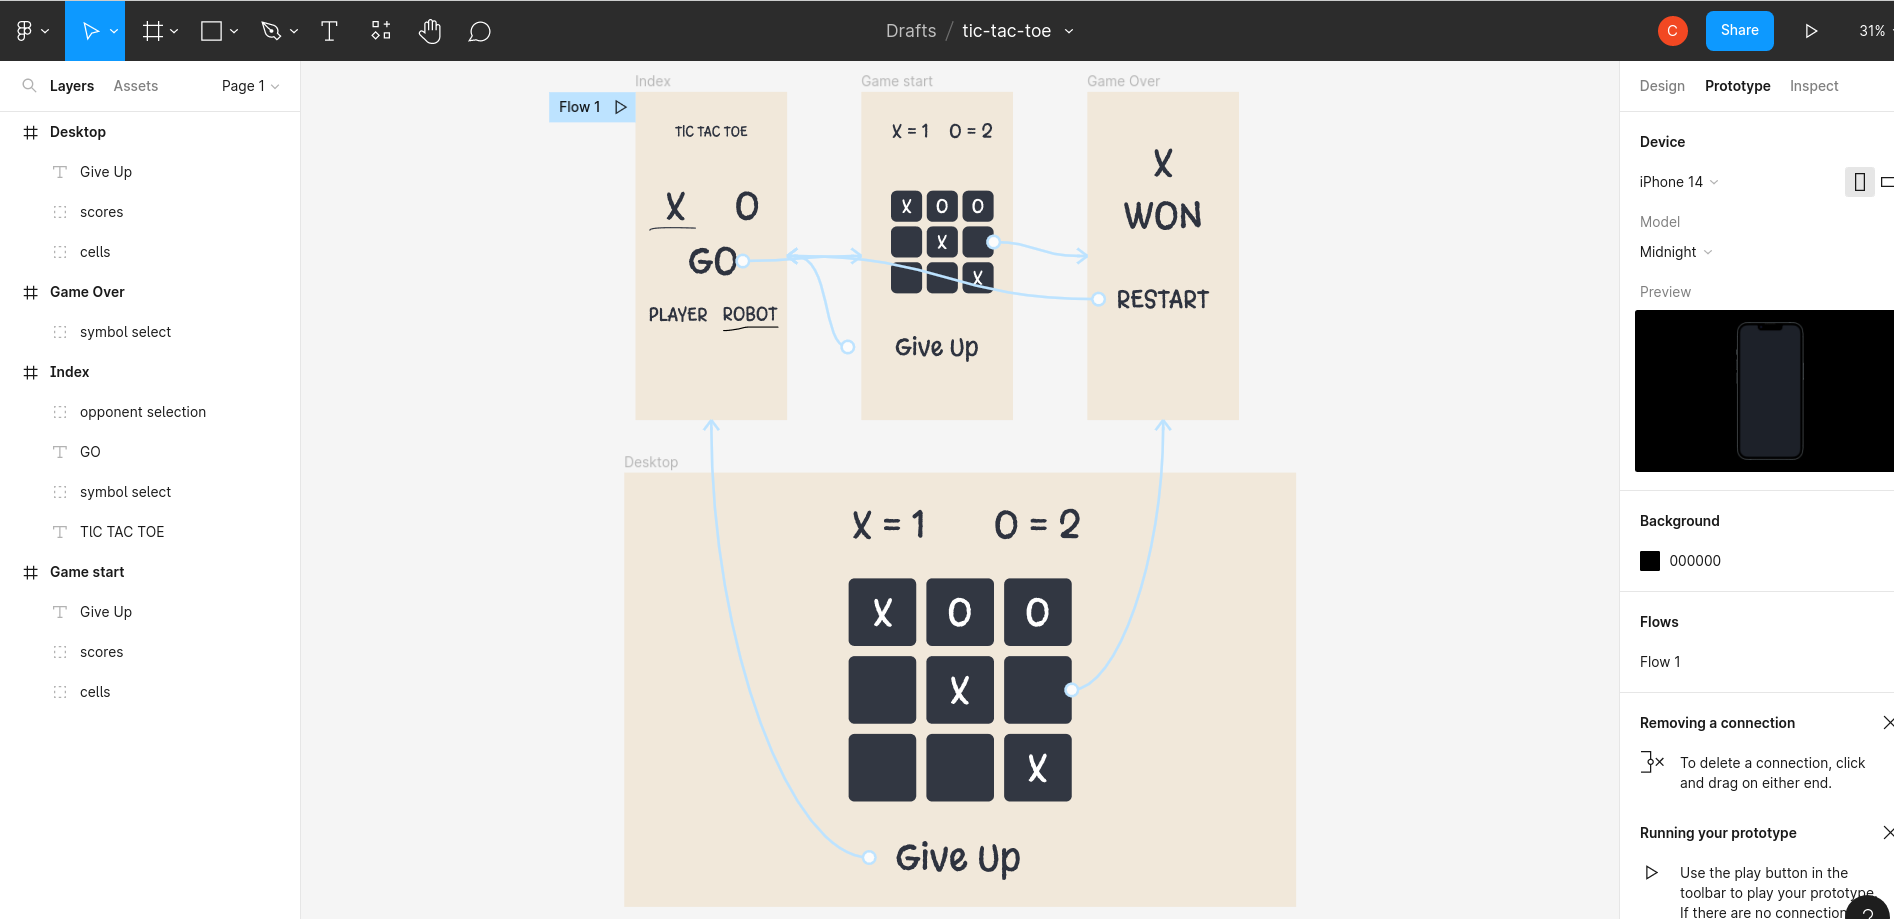 Drafts / tic-tac-toe
C
Share
31%
Layers
Assets
Page 1
Desktop
Give Up
scores
cells
Game Over
symbol select
Index
opponent selection
GO
symbol select
TIC TAC TOE
Game start
Give Up
scores
cells
Index
Flow 1
TIC TAC TOE
X O
GO
PLAYER ROBOT
Game start
X = 1 O = 2
X O O
X
X
Give Up
Game Over
X
WON
RESTART
Desktop
X = 1 O = 2
X O O
X
X
Give Up
Design
Prototype
Inspect
Device
iPhone 14
Model
Midnight
Preview
Background
000000
Flows
Flow 1
Removing a connection
To delete a connection, click
and drag on either end.
Running your prototype
Use the play button in the
toolbar to play your prototype.
If there are no connection
?